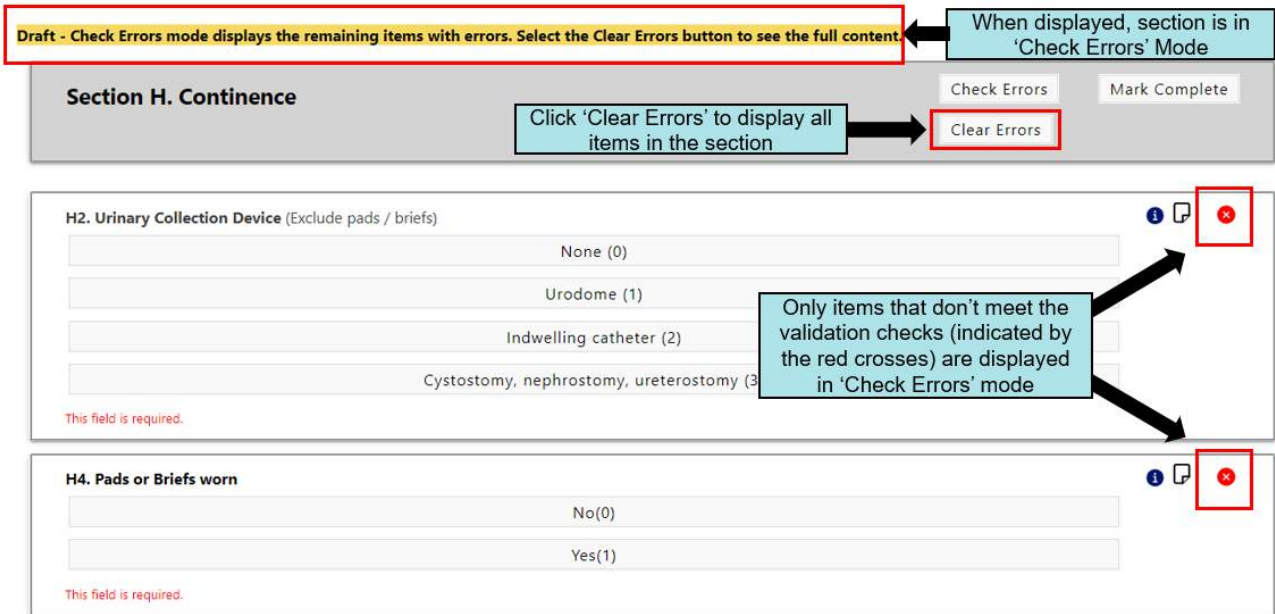 Draft - Check Errors mode displays the remaining items with errors. Select the Clear Errors button to see the full content.
When displayed, section is in
‘Check Errors’ Mode
Section H. Continence
Check Errors
Mark Complete
Click ‘Clear Errors’ to display all
items in the section
Clear Errors
H2. Urinary Collection Device (Exclude pads / briefs)
None (0)
Urodome (1)
Indwelling catheter (2)
Cystostomy, nephrostomy, ureterostomy (3
Only items that don’t meet the
validation checks (indicated by
the red crosses) are displayed
in ‘Check Errors’ mode
This field is required.
H4. Pads or Briefs worn
No(0)
Yes(1)
This field is required.